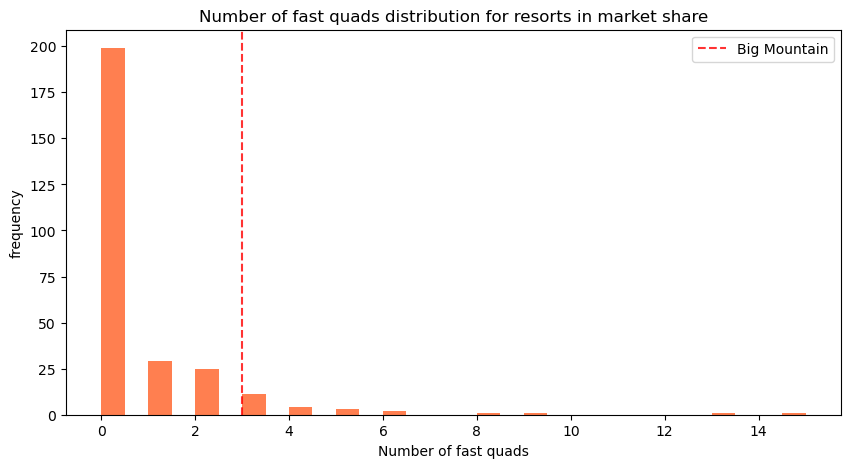 Number of fast quads distribution for resorts in market share
Big Mountain
frequency
200
175
150
125
100
75
50
25
0
0 2 4 6 8 10 12 14
Number of fast quads